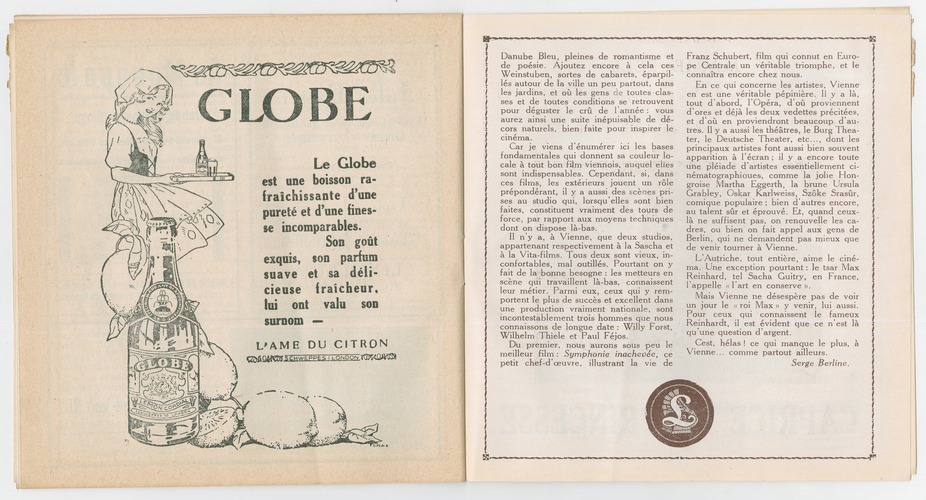 GLOBE
Le Globe
est une boisson ra-
fraîchissante d'une
pureté et d'une fines-
se incomparables.
Son goût
exquis, son parfum
suave et sa déli-
cieuse fraîcheur,
lui ont valu son
surnom —
L'AME DU CITRON
SCHWEPPES LONDON
GLOBE
Danube Bleu, pleines de romantisme et
de poésie. Ajoutez encore à cela ces
Weinstuben, sortes de cabarets, éparpil-
lés autour de la ville un peu partout, dans
les jardins, et où les gens de toutes clas-
ses et de toutes conditions se retrouvent
pour déguster le crû de l'année : vous
aurez ainsi une suite inépuisable de dé-
cors naturels, bien faite pour inspirer le
cinéma.
Car je viens d'énumérer ici les bases
fondamentales qui donnent sa couleur lo-
cale à tout bon film viennois, auquel elles
sont indispensables. Cependant, si, dans
ces films, les extérieurs jouent un rôle
prépondérant, il y a aussi des scènes pri-
ses au studio qui, lorsqu'elles sont bien
faites, constituent vraiment des tours de
force, par rapport aux moyens techniques
dont on dispose là-bas.
Il n'y a, à Vienne, que deux studios,
appartenant respectivement à la Sascha et
à la Vita-films. Tous deux sont vieux, in-
confortables, mal outillés. Pourtant on y
fait de la bonne besogne : les metteurs en
scène qui travaillent là-bas, connaissent
leur métier. Parmi eux, ceux qui y rem-
portent le plus de succès et excellent dans
une production vraiment nationale, sont
incontestablement trois hommes que nous
connaissons de longue date : Willy Forst,
Wilhelm Thiele et Paul Féjos.
Du premier, nous aurons sous peu le
meilleur film : Symphonie inachevée, ce
petit chef-d'œuvre, illustrant la vie de
Franz Schubert, film qui connut en Euro-
pe Centrale un véritable triomphe, et le
connaîtra encore chez nous.
En ce qui concerne les artistes, Vienne
en est une véritable pépinière. Il y a là,
tout d'abord, l'Opéra, d'où proviennent
d'ores et déjà les deux vedettes précitées,
et d'où en proviendront beaucoup d'au-
tres. Il y a aussi les théâtres, le Burg Thea-
ter, le Deutsche Theater, etc..., dont les
principaux artistes font aussi bien souvent
apparition à l'écran ; il y a encore toute
une pléiade d'artistes essentiellement ci-
nématographiques, comme la jolie Hon-
groise Martha Eggerth, la brune Ursula
Grabley, Oskar Karlweiss, Szöke Srasür,
comique populaire ; bien d'autres encore,
au talent sûr et éprouvé. Et, quand ceux-
là ne suffisent pas, on renouvelle les ca-
dres, ou bien on fait appel aux gens de
Berlin, qui ne demandent pas mieux que
de venir tourner à Vienne.
L'Autriche, tout entière, aime le ciné-
ma. Une exception pourtant : le tsar Max
Reinhard, tel Sacha Guitry, en France,
l'appelle « l'art en conserve ».
Mais Vienne ne désespère pas de voir
un jour le « roi Max » y venir, lui aussi.
Pour ceux qui connaissent le fameux
Reinhardt, il est évident que ce n'est là
qu'une question d'argent.
C'est, hélas ! ce qui manque le plus, à
Vienne... comme partout ailleurs.
Serge Berline.
L